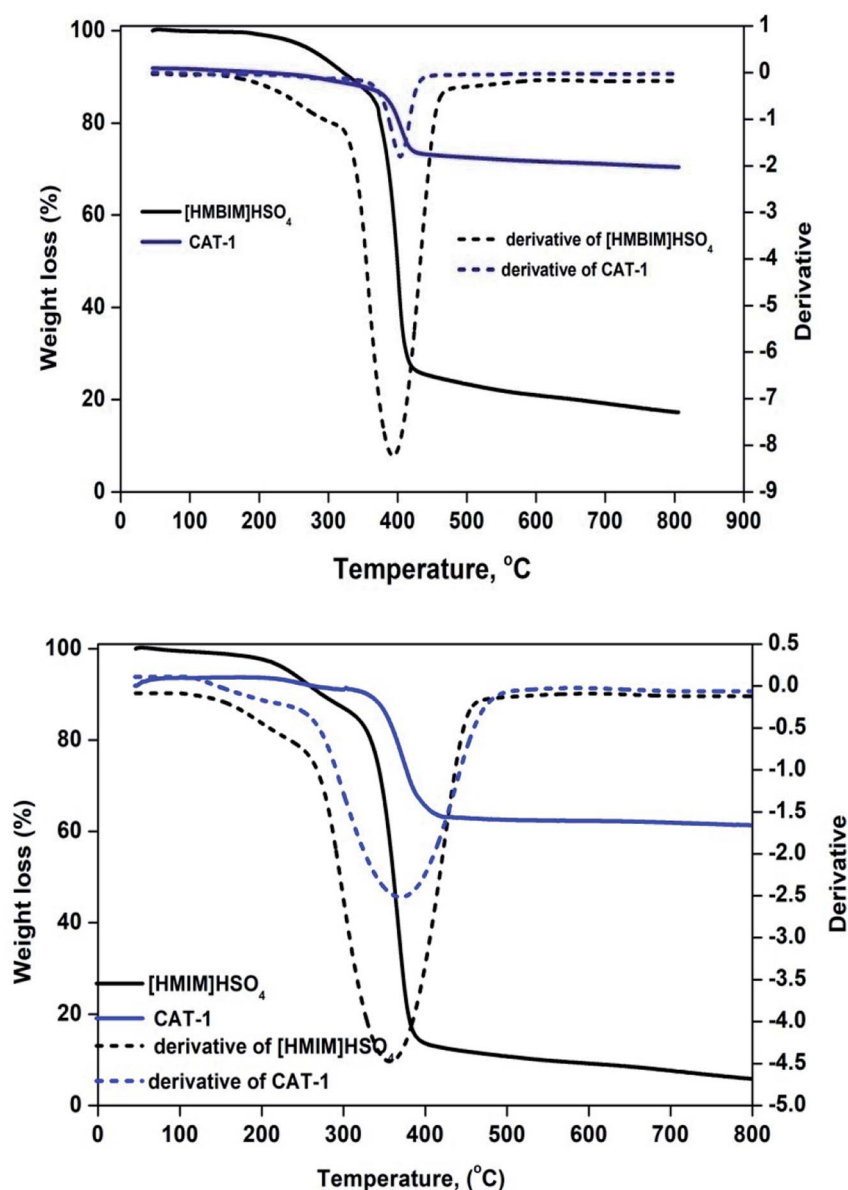 100
80
60
40
20
0
Weight loss (%)
1
0
-1
-2
-3
-4
-5
-6
-7
-8
-9
Derivative
[HMBIM]HSO4
CAT-1
derivative of [HMBIM]HSO4
derivative of CAT-1
0 100 200 300 400 500 600 700 800 900
Temperature, °C
100
80
60
40
20
0
Weight loss (%)
0.5
0.0
-0.5
-1.0
-1.5
-2.0
-2.5
-3.0
-3.5
-4.0
-4.5
-5.0
Derivative
[HMIM]HSO4
CAT-1
derivative of [HMIM]HSO4
derivative of CAT-1
0 100 200 300 400 500 600 700 800
Temperature, (°C)